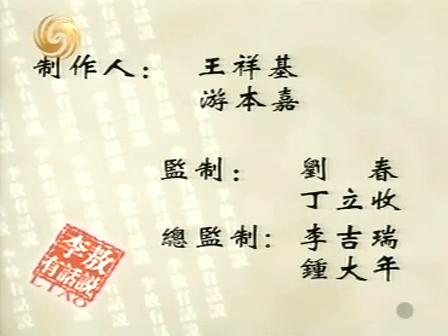 制作人： 王祥基
游本嘉
監制： 劉春
丁立收
總監制： 李吉瑞
鍾大年
李敖
有話說
LIAO